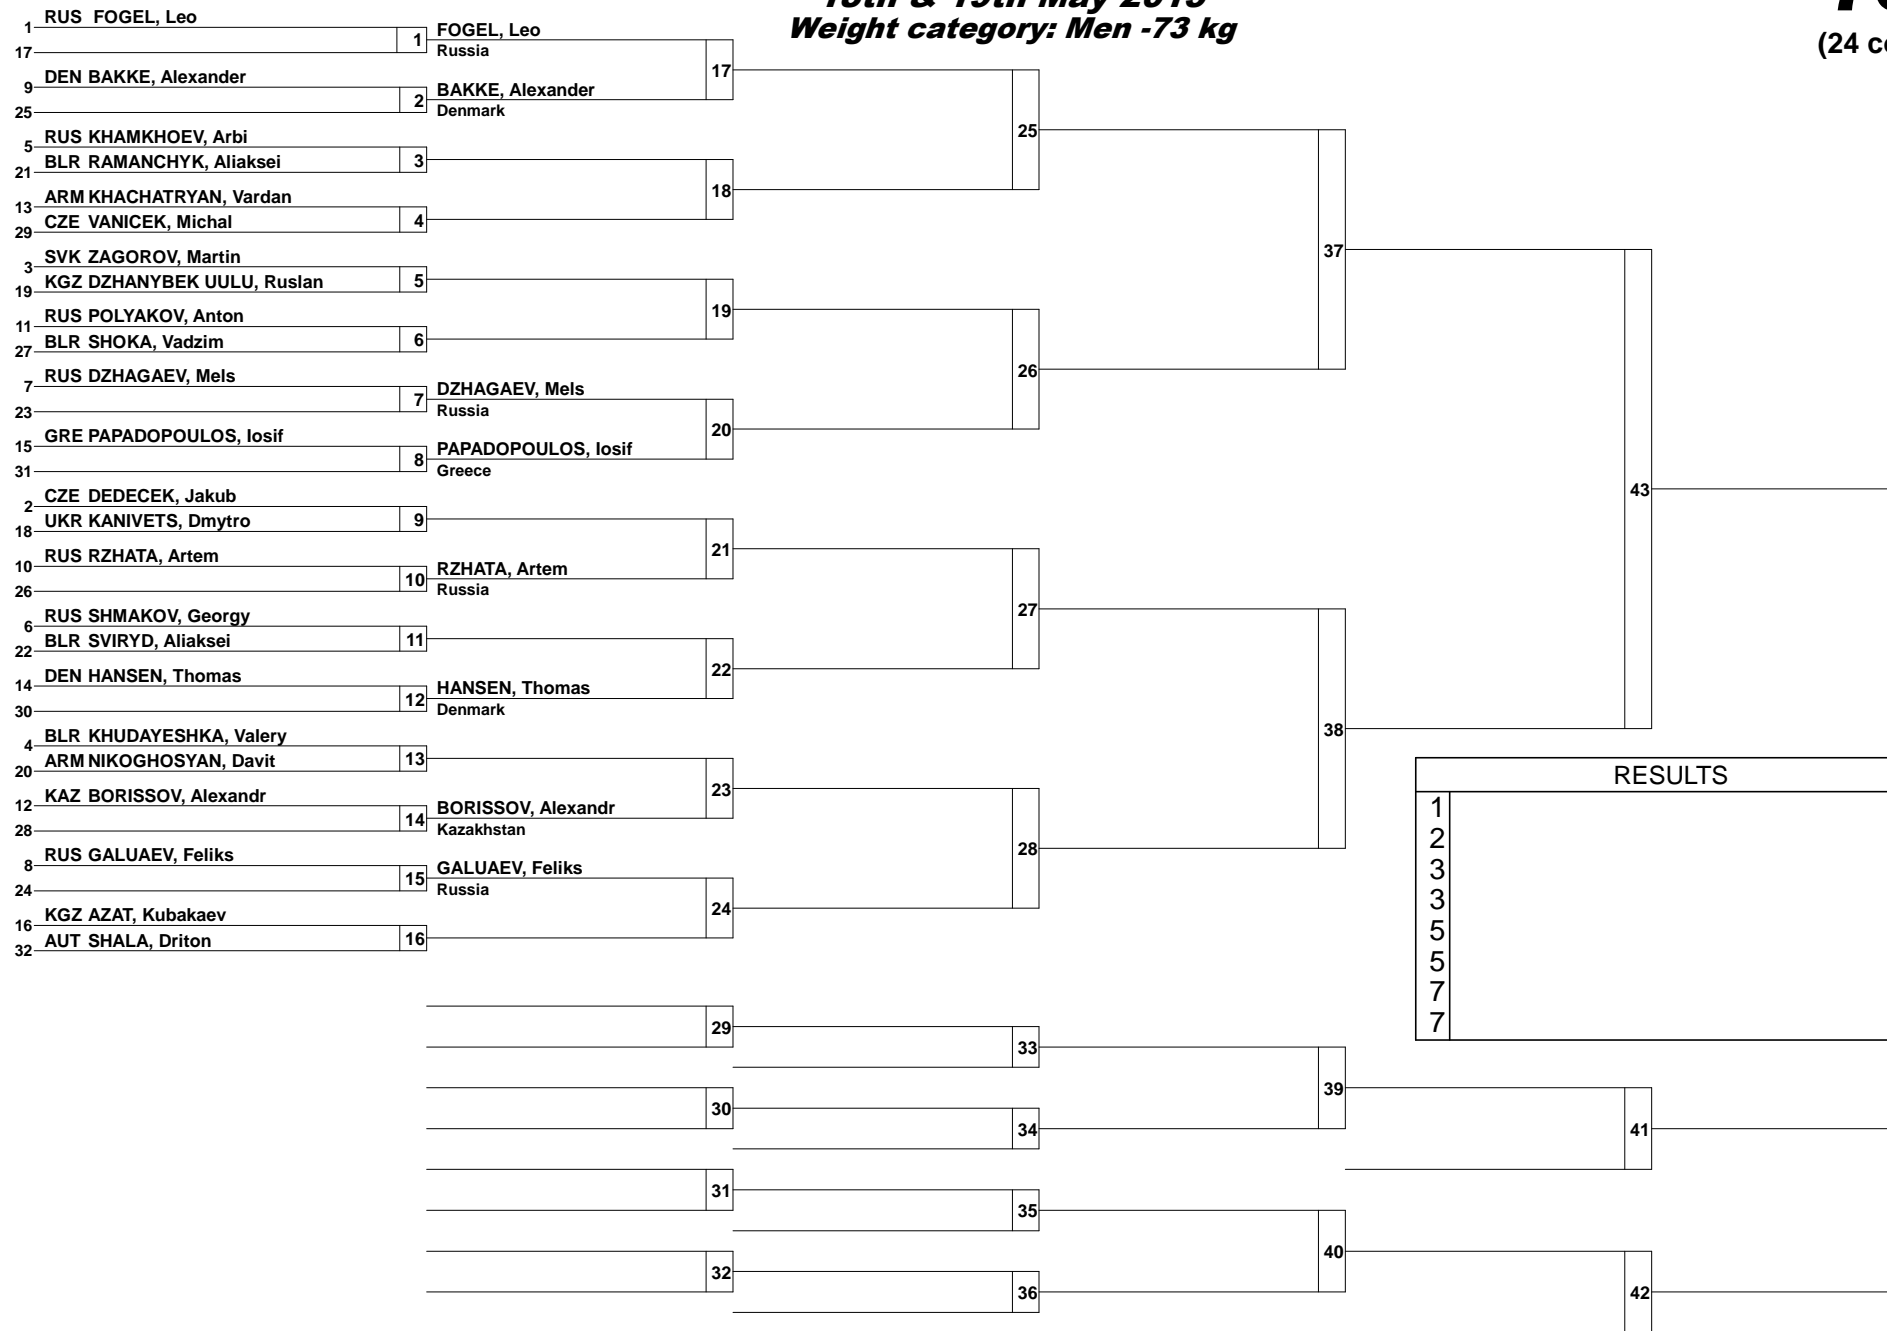 18th & 19th May 2013
Weight category: Men -73 kg
(24 c
1 RUS FOGEL, Leo
17
1 FOGEL, Leo
Russia
9 DEN BAKKE, Alexander
25
2 BAKKE, Alexander
Denmark
17
5 RUS KHAMKHOEV, Arbi
21 BLR RAMANCHYK, Aliaksei
3
13 ARM KHACHATRYAN, Vardan
29 CZE VANICEK, Michal
4
18
25
3 SVK ZAGOROV, Martin
19 KGZ DZHANYBEK UULU, Ruslan
5
11 RUS POLYAKOV, Anton
27 BLR SHOKA, Vadzim
6
19
7 RUS DZHAGAEV, Mels
23
7 DZHAGAEV, Mels
Russia
15 GRE PAPADOPOULOS, Iosif
31
8 PAPADOPOULOS, Iosif
Greece
20
26
37
2 CZE DEDECEK, Jakub
18 UKR KANIVETS, Dmytro
9
10 RUS RZHATA, Artem
26
10 RZHATA, Artem
Russia
21
6 RUS SHMAKOV, Georgy
22 BLR SVIRYD, Aliaksei
11
14 DEN HANSEN, Thomas
30
12 HANSEN, Thomas
Denmark
22
27
4 BLR KHUDAYESHKA, Valery
20 ARM NIKOGHOSYAN, Davit
13
12 KAZ BORISSOV, Alexandr
28
14 BORISSOV, Alexandr
Kazakhstan
23
8 RUS GALUAEV, Feliks
24
15 GALUAEV, Feliks
Russia
16 KGZ AZAT, Kubakaev
32 AUT SHALA, Driton
16
24
28
38
43
RESULTS
1
2
3
3
5
5
7
7
29
33
30
34
39
41
31
35
32
36
40
42